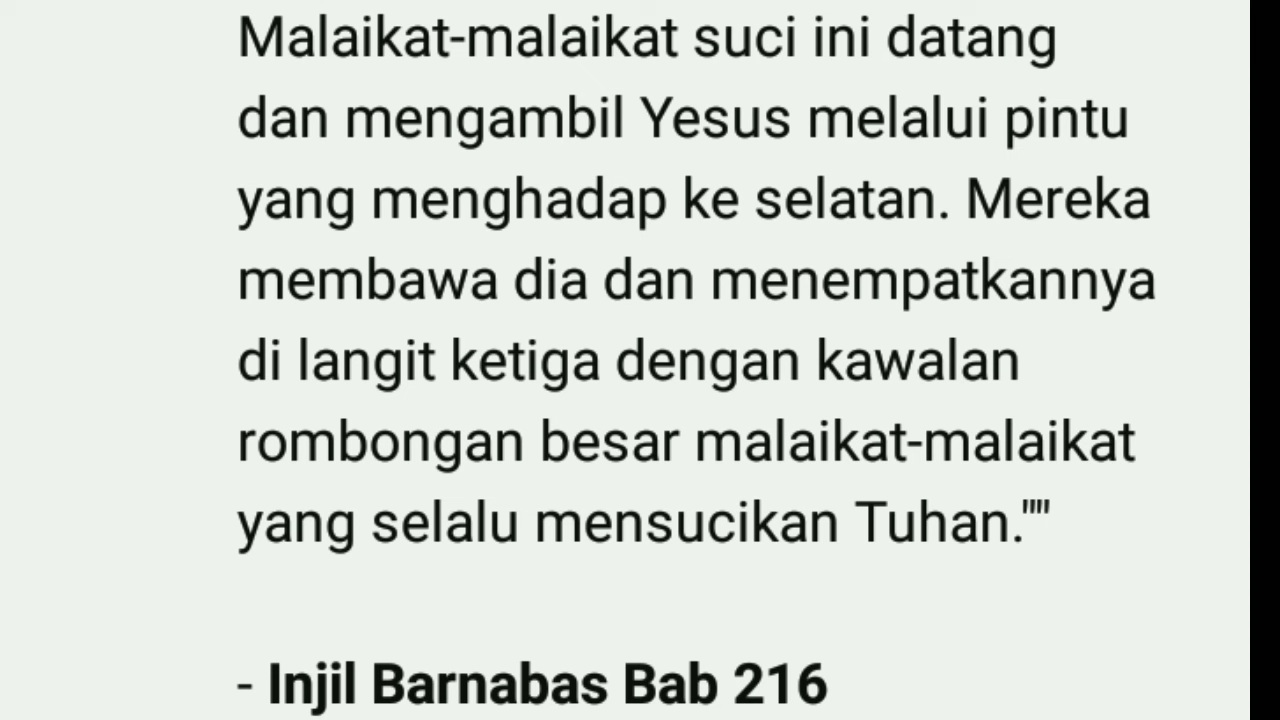 Malaikat-malaikat suci ini datang
dan mengambil Yesus melalui pintu
yang menghadap ke selatan. Mereka
membawa dia dan menempatkannya
di langit ketiga dengan kawalan
rombongan besar malaikat-malaikat
yang selalu mensucikan Tuhan.""
- Injil Barnabas Bab 216